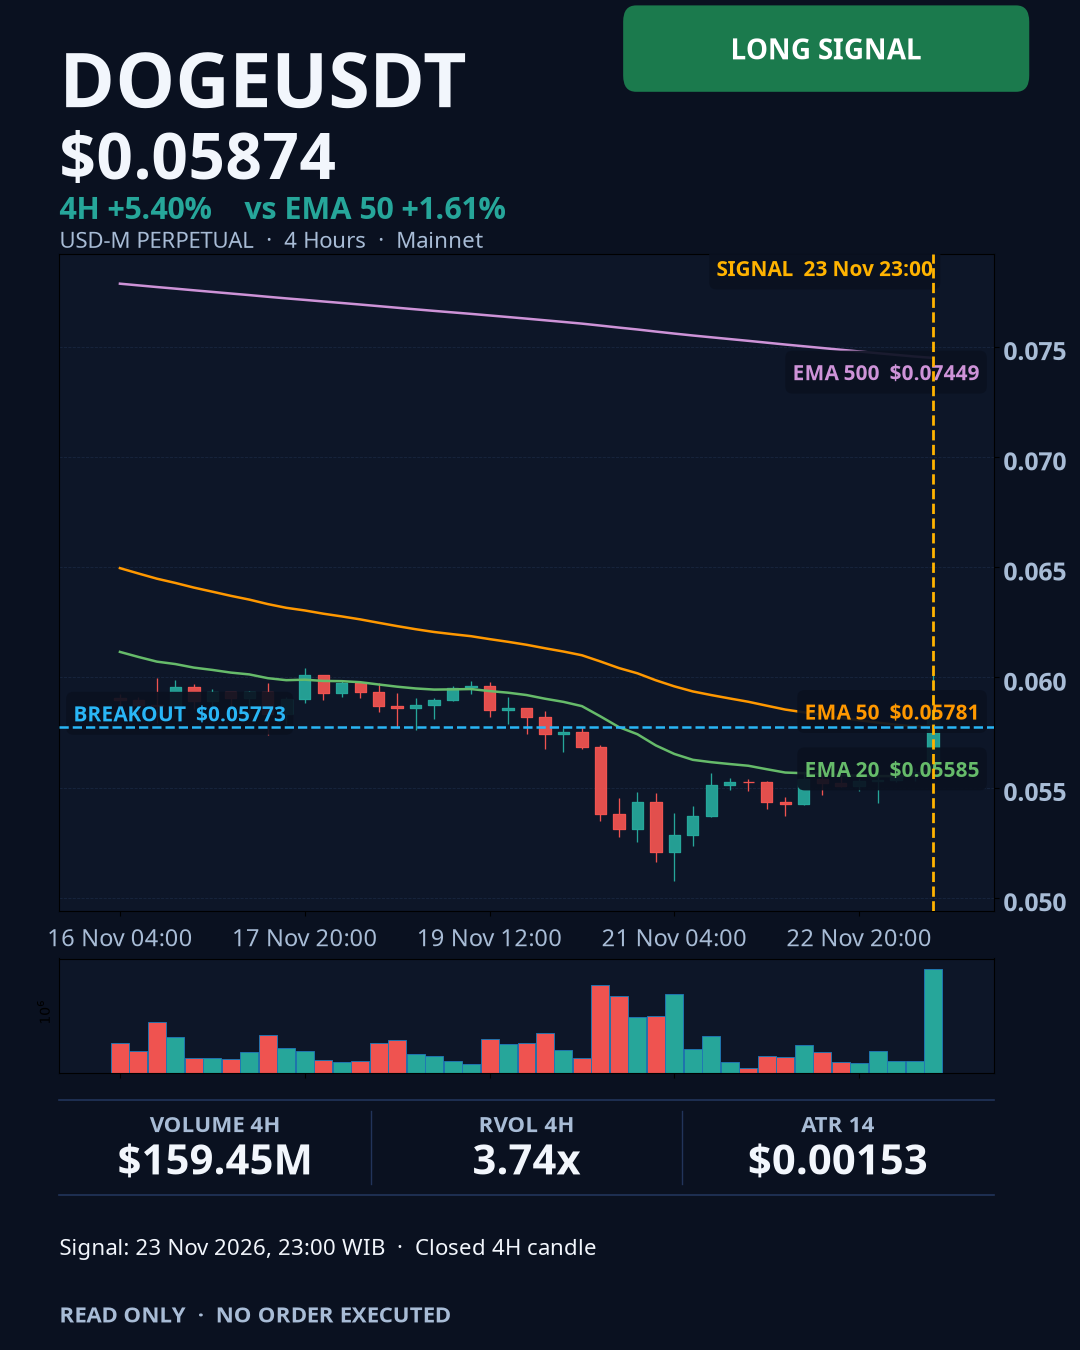 LONG SIGNAL
DOGEUSDT
$0.05874
4H +5.40% vs EMA 50 +1.61%
USD-M PERPETUAL · 4 Hours · Mainnet
SIGNAL 23 Nov 23:00
0.075
EMA 500 $0.07449
0.070
0.065
0.060
BREAKOUT $0.05773
EMA 50 $0.05781
EMA 20 $0.05585
0.055
0.050
16 Nov 04:00 17 Nov 20:00 19 Nov 12:00 21 Nov 04:00 22 Nov 20:00
10⁶
VOLUME 4H RVOL 4H ATR 14
$159.45M 3.74x $0.00153
Signal: 23 Nov 2026, 23:00 WIB · Closed 4H candle
READ ONLY · NO ORDER EXECUTED